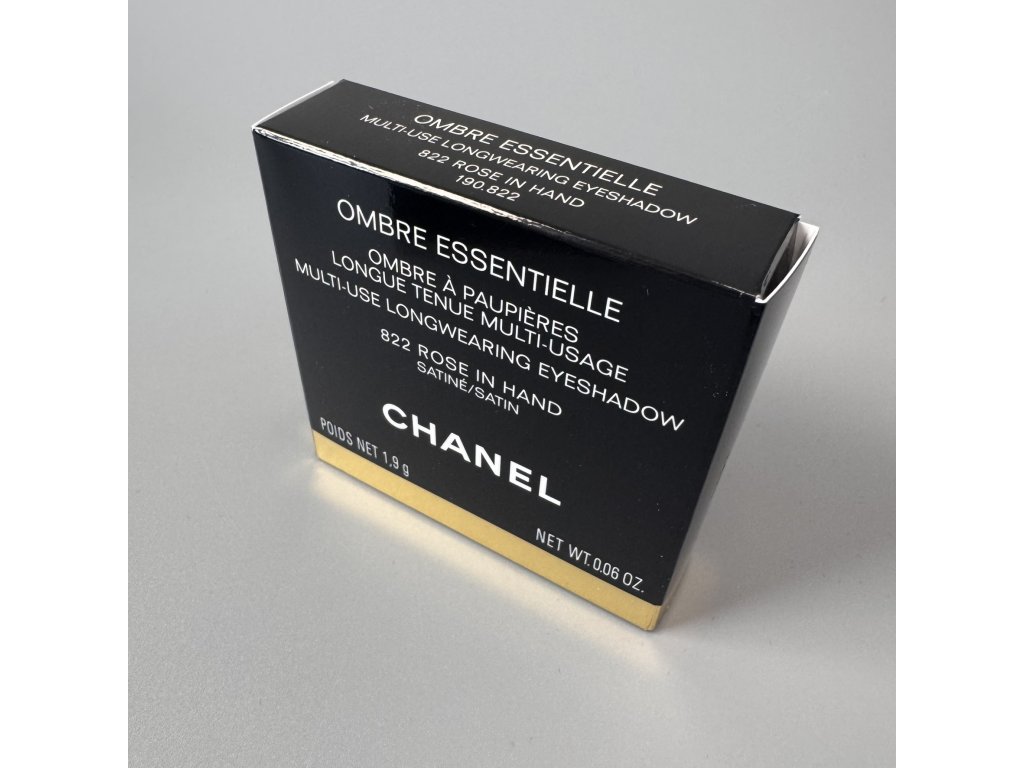 OMBRE ESSENTIELLE
MULTI-USE LONGWEARING EYESHADOW
822 ROSE IN HAND
190.822
OMBRE ESSENTIELLE
OMBRE À PAUPIÈRES
LONGUE TENUE MULTI-USAGE
MULTI-USE LONGWEARING EYESHADOW
822 ROSE IN HAND
SATINÉ/SATIN
CHANEL
POIDS NET 1,9 g
NET WT. 0.06 OZ.